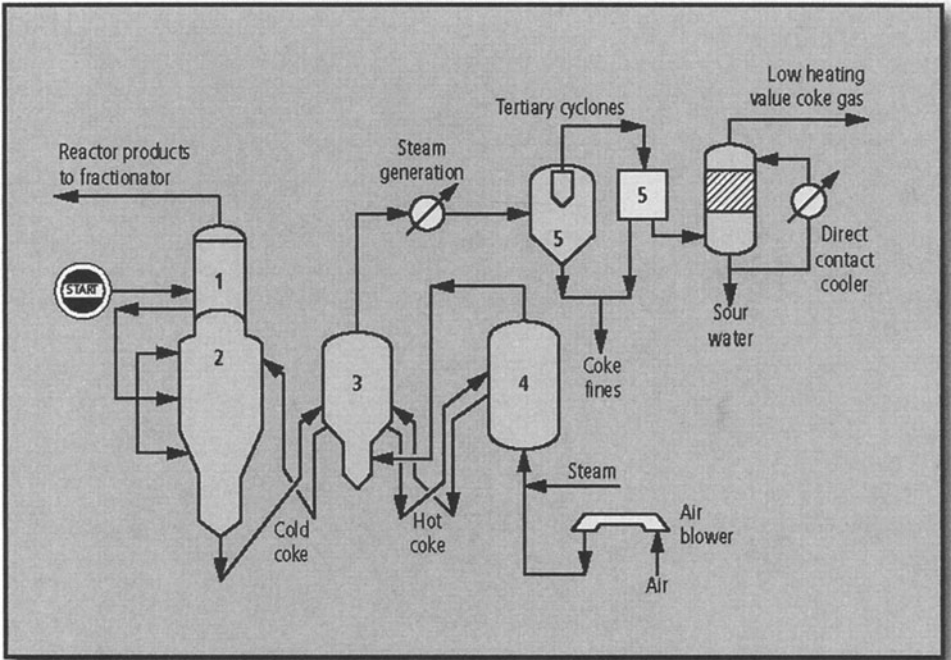 Low heating
value coke gas
Tertiary cyclones
Reactor products
to fractionator
Steam
generation
5
5
START
1
Direct
contact
cooler
Sour
water
2
3
4
Coke
fines
Steam
Cold
coke
Hot
coke
Air
blower
Air